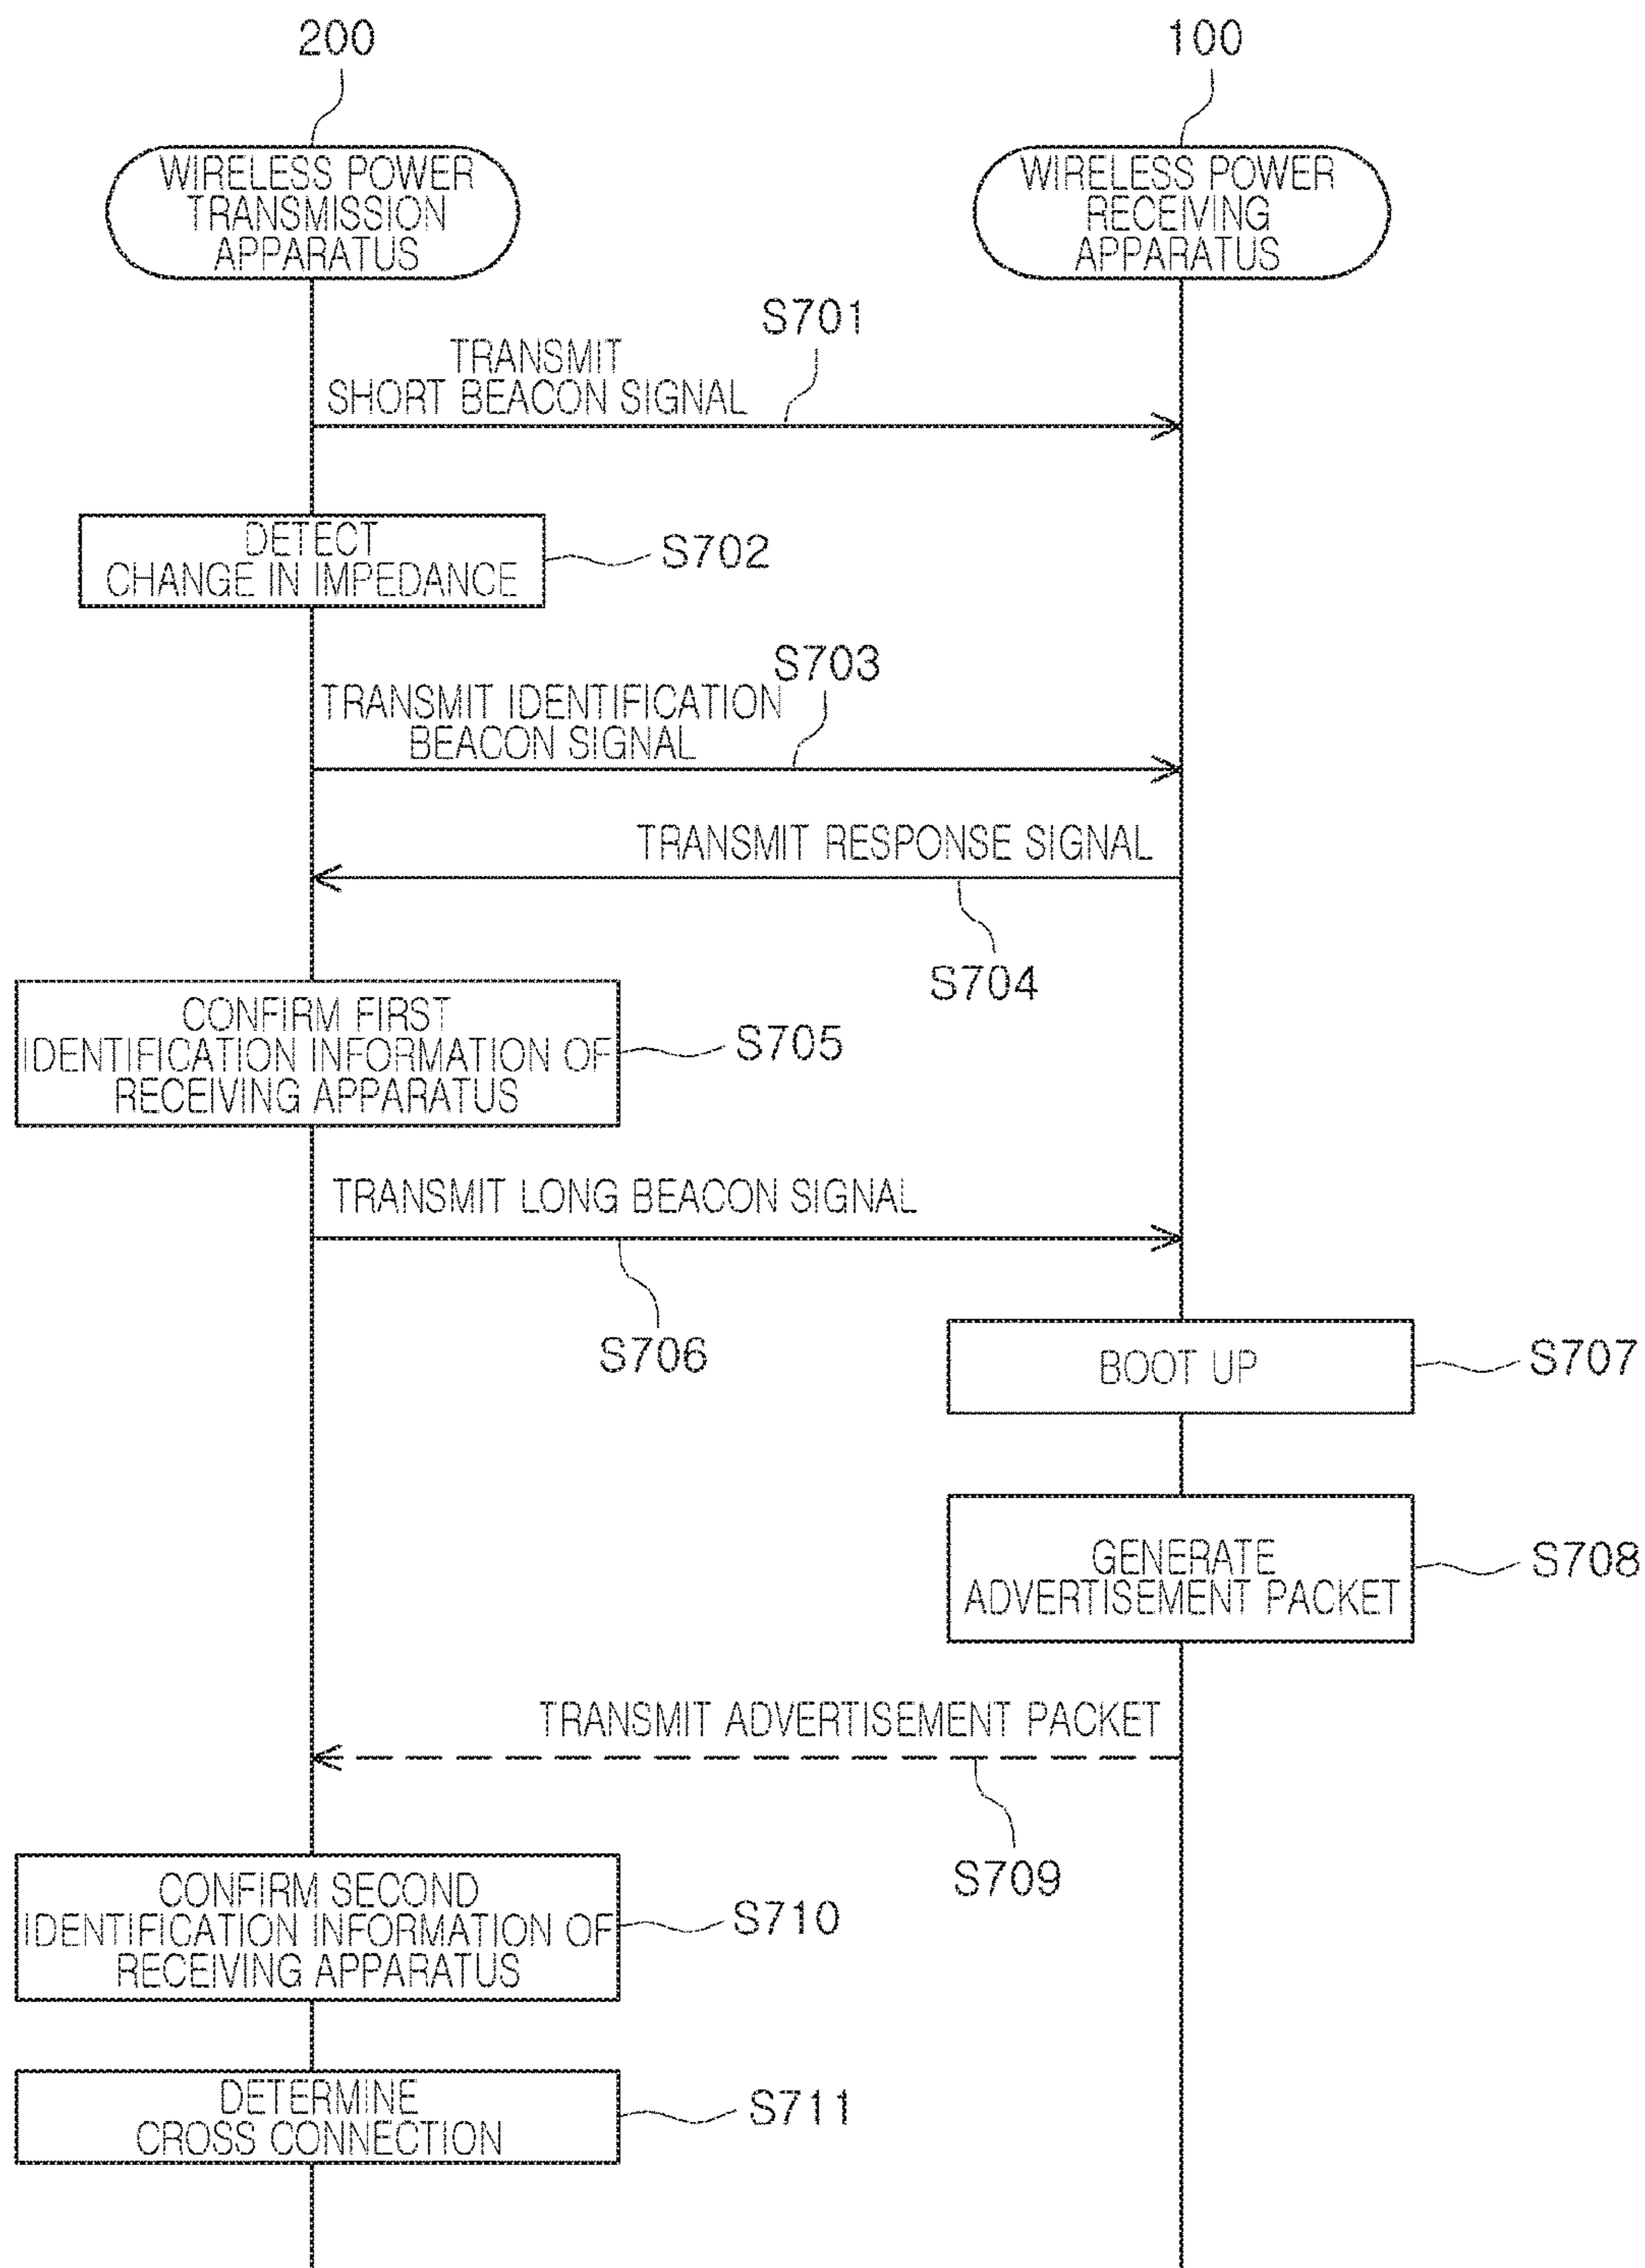 200
100
WIRELESS POWER
TRANSMISSION
APPARATUS
WIRELESS POWER
RECEIVING
APPARATUS
S701
TRANSMIT
SHORT BEACON SIGNAL
DETECT
CHANGE IN IMPEDANCE
S702
S703
TRANSMIT IDENTIFICATION
BEACON SIGNAL
TRANSMIT RESPONSE SIGNAL
S704
CONFIRM FIRST
IDENTIFICATION INFORMATION OF
RECEIVING APPARATUS
S705
TRANSMIT LONG BEACON SIGNAL
S706
BOOT UP
S707
GENERATE
ADVERTISEMENT PACKET
S708
TRANSMIT ADVERTISEMENT PACKET
S709
CONFIRM SECOND
IDENTIFICATION INFORMATION OF
RECEIVING APPARATUS
S710
DETERMINE
CROSS CONNECTION
S711